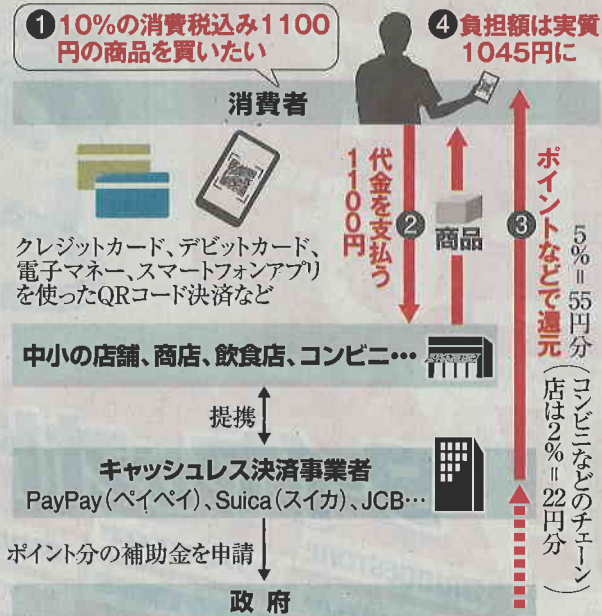 ❶10%の消費税込み1100
円の商品を買いたい
❹負担額は実質
1045円に
消費者
クレジットカード、デビットカード、
電子マネー、スマートフォンアプリ
を使ったQRコード決済など
代金を支払う
1100円
❷
商品
❸
ポイントなどで還元
5%=55円分
(コンビニなどのチェーン
店は2%=22円分)
中小の店舗、商店、飲食店、コンビニ…
提携
キャッシュレス決済事業者
PayPay(ペイペイ)、Suica(スイカ)、JCB…
ポイント分の補助金を申請
政府